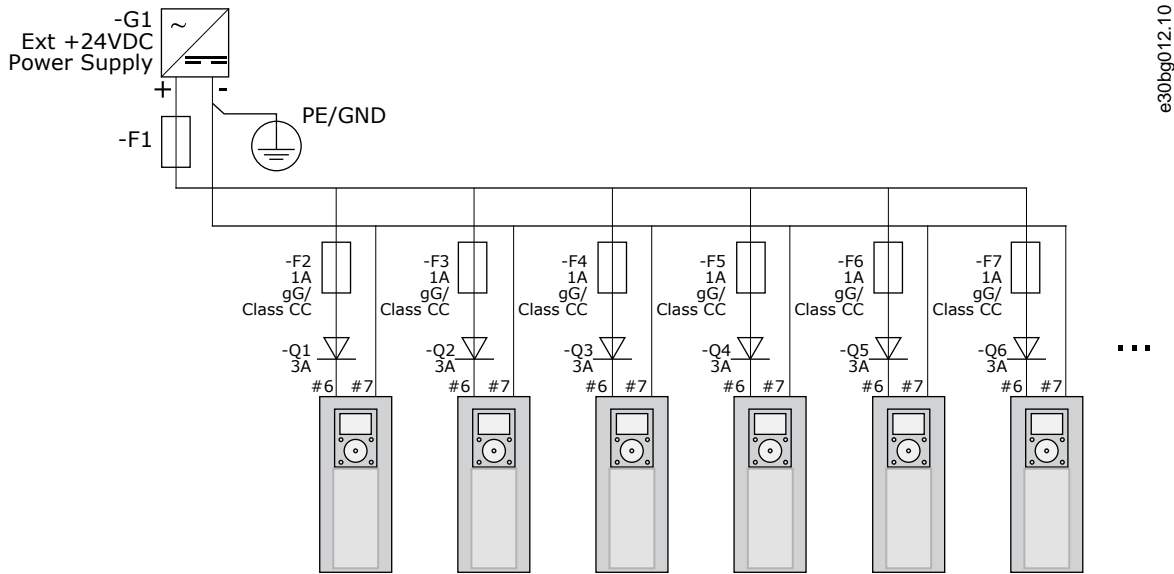 -G1
Ext +24VDC
Power Supply
~
+ -
PE/GND
-F1
-F2
1A
gG/
Class CC
-F3
1A
gG/
Class CC
-F4
1A
gG/
Class CC
-F5
1A
gG/
Class CC
-F6
1A
gG/
Class CC
-F7
1A
gG/
Class CC
-Q1
3A
-Q2
3A
-Q3
3A
-Q4
3A
-Q5
3A
-Q6
3A
...
#6 #7
#6 #7
#6 #7
#6 #7
#6 #7
#6 #7
e30bg012.10